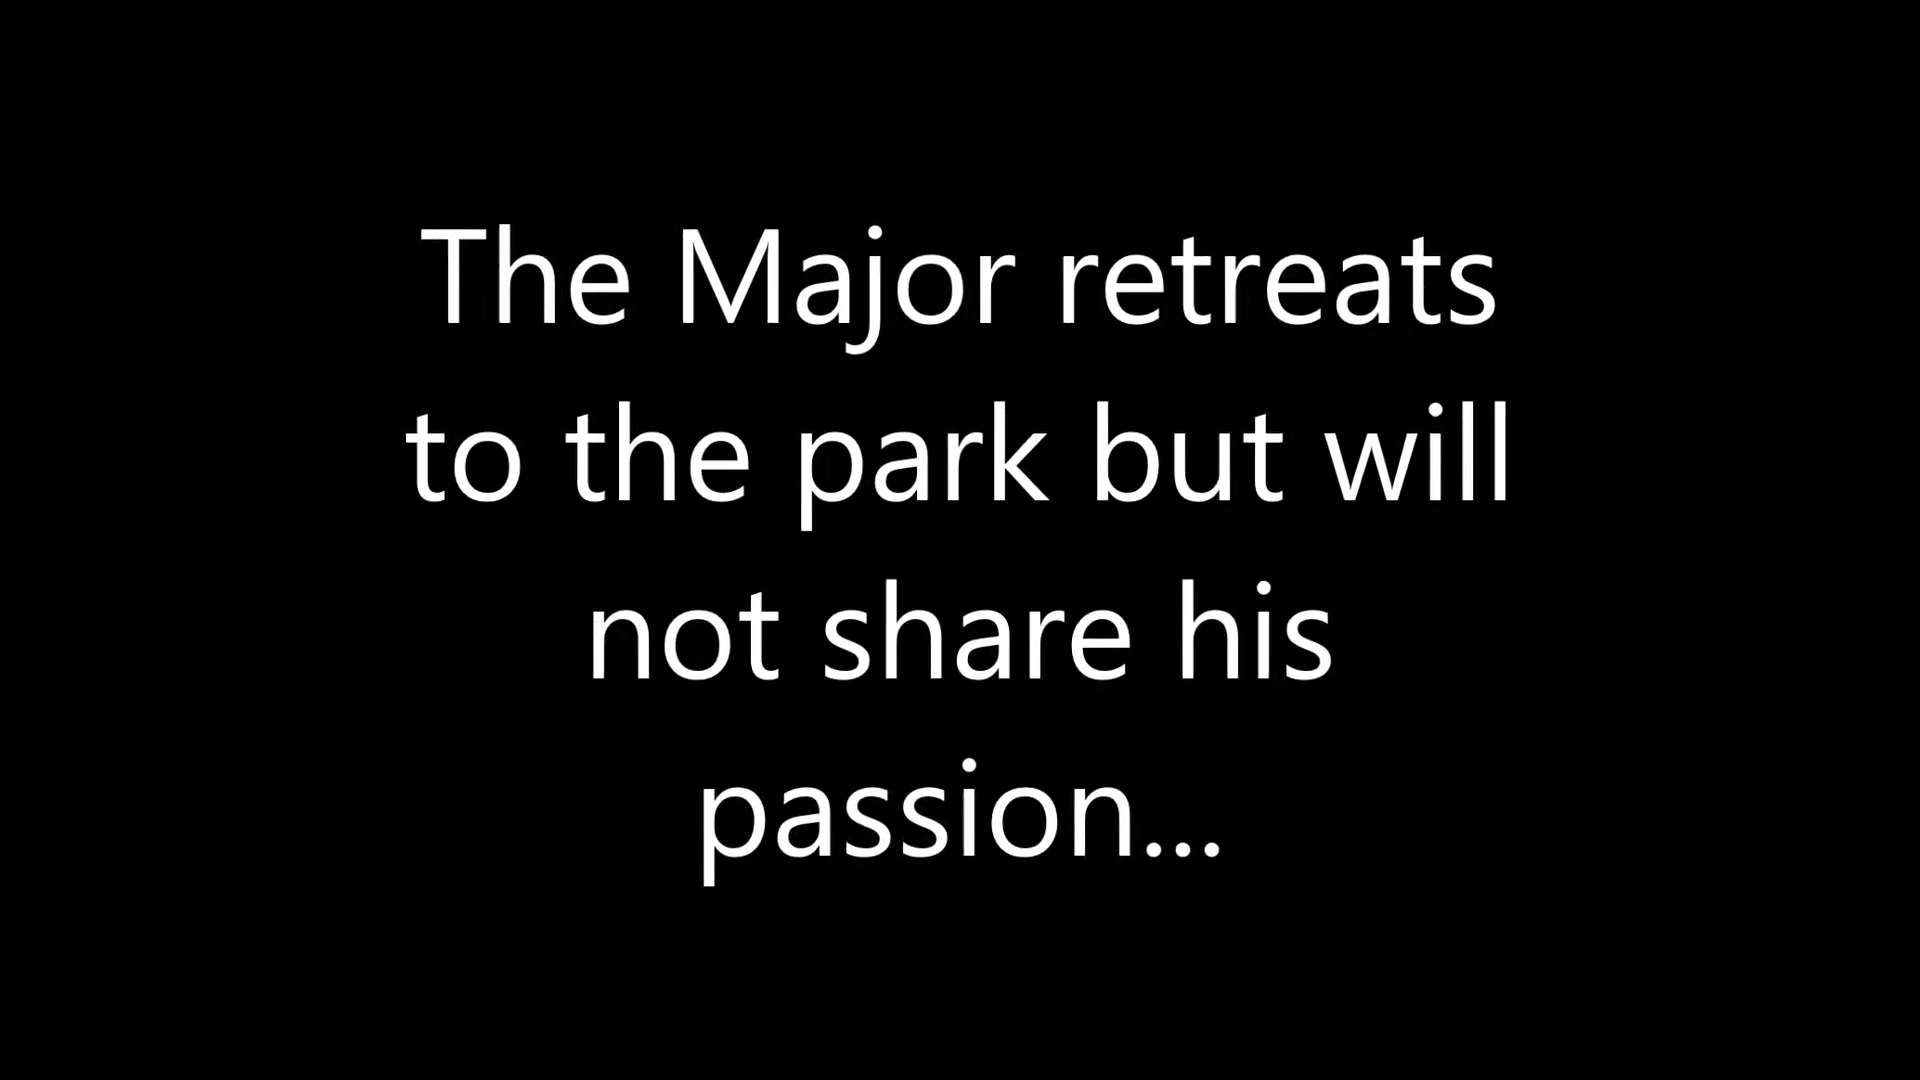 The Major retreats
to the park but will
not share his
passion...